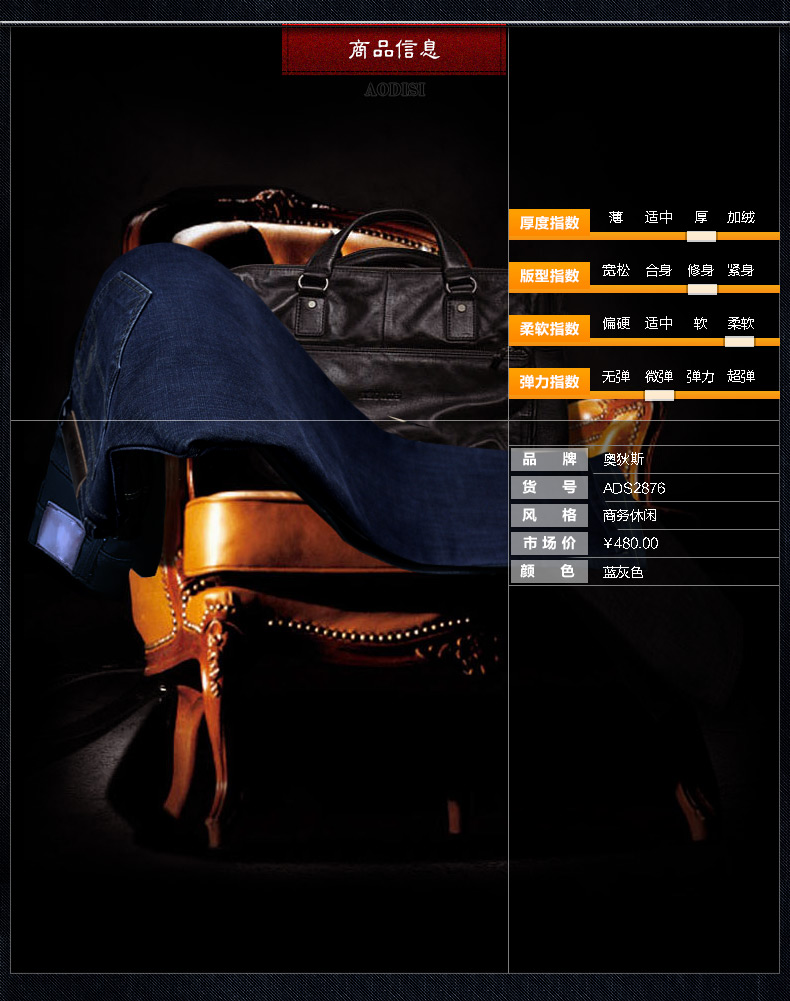 商品信息
AODISI
厚度指数 薄 适中 厚 加绒
版型指数 宽松 合身 修身 紧身
柔软指数 偏硬 适中 软 柔软
弹力指数 无弹 微弹 弹力 超弹
品 牌 奥狄斯
货 号 ADS2876
风 格 商务休闲
市场价 ¥480.00
颜 色 蓝灰色